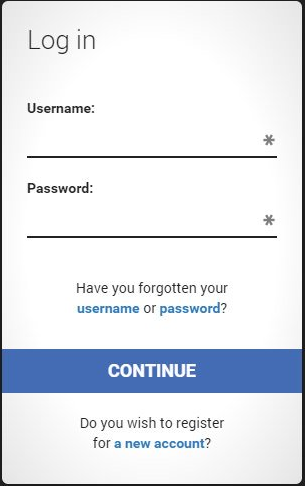 Log in
Username:
*
Password:
*
Have you forgotten your
username or password?
CONTINUE
Do you wish to register
for a new account?